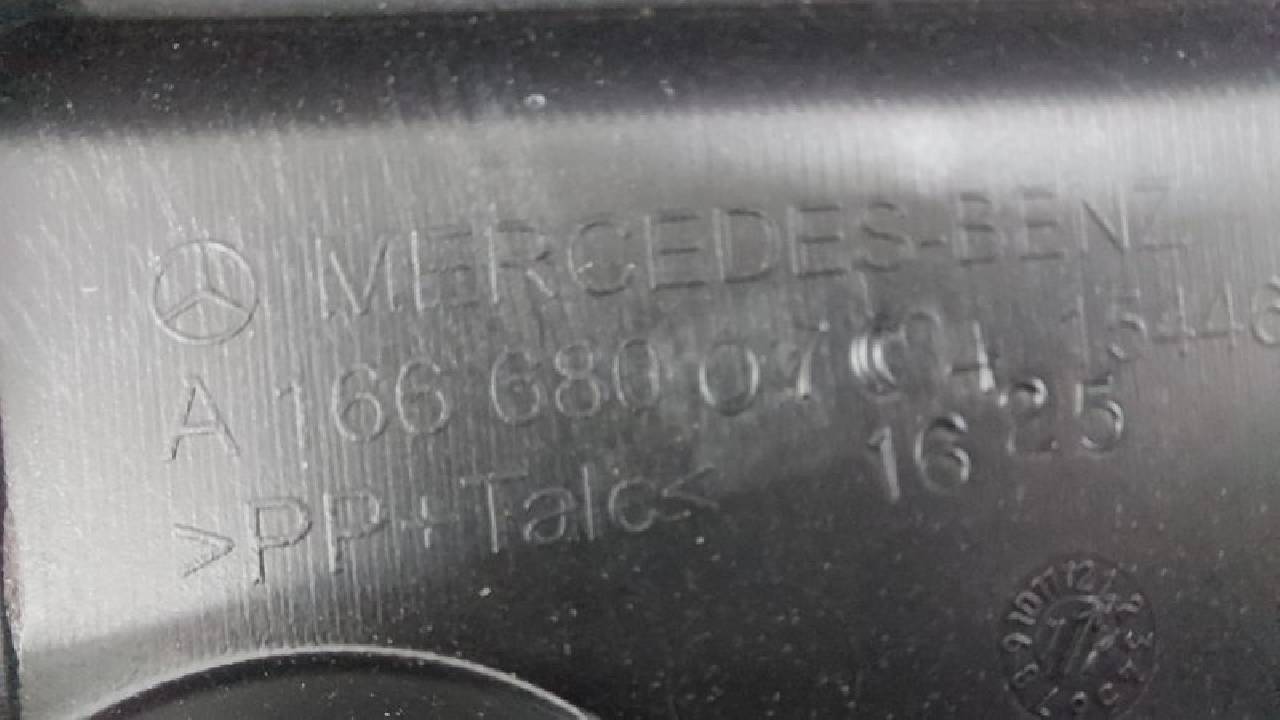 MERCEDES-BENZ
A 166 680 07 04 15446
16 25
>PP+Talc<